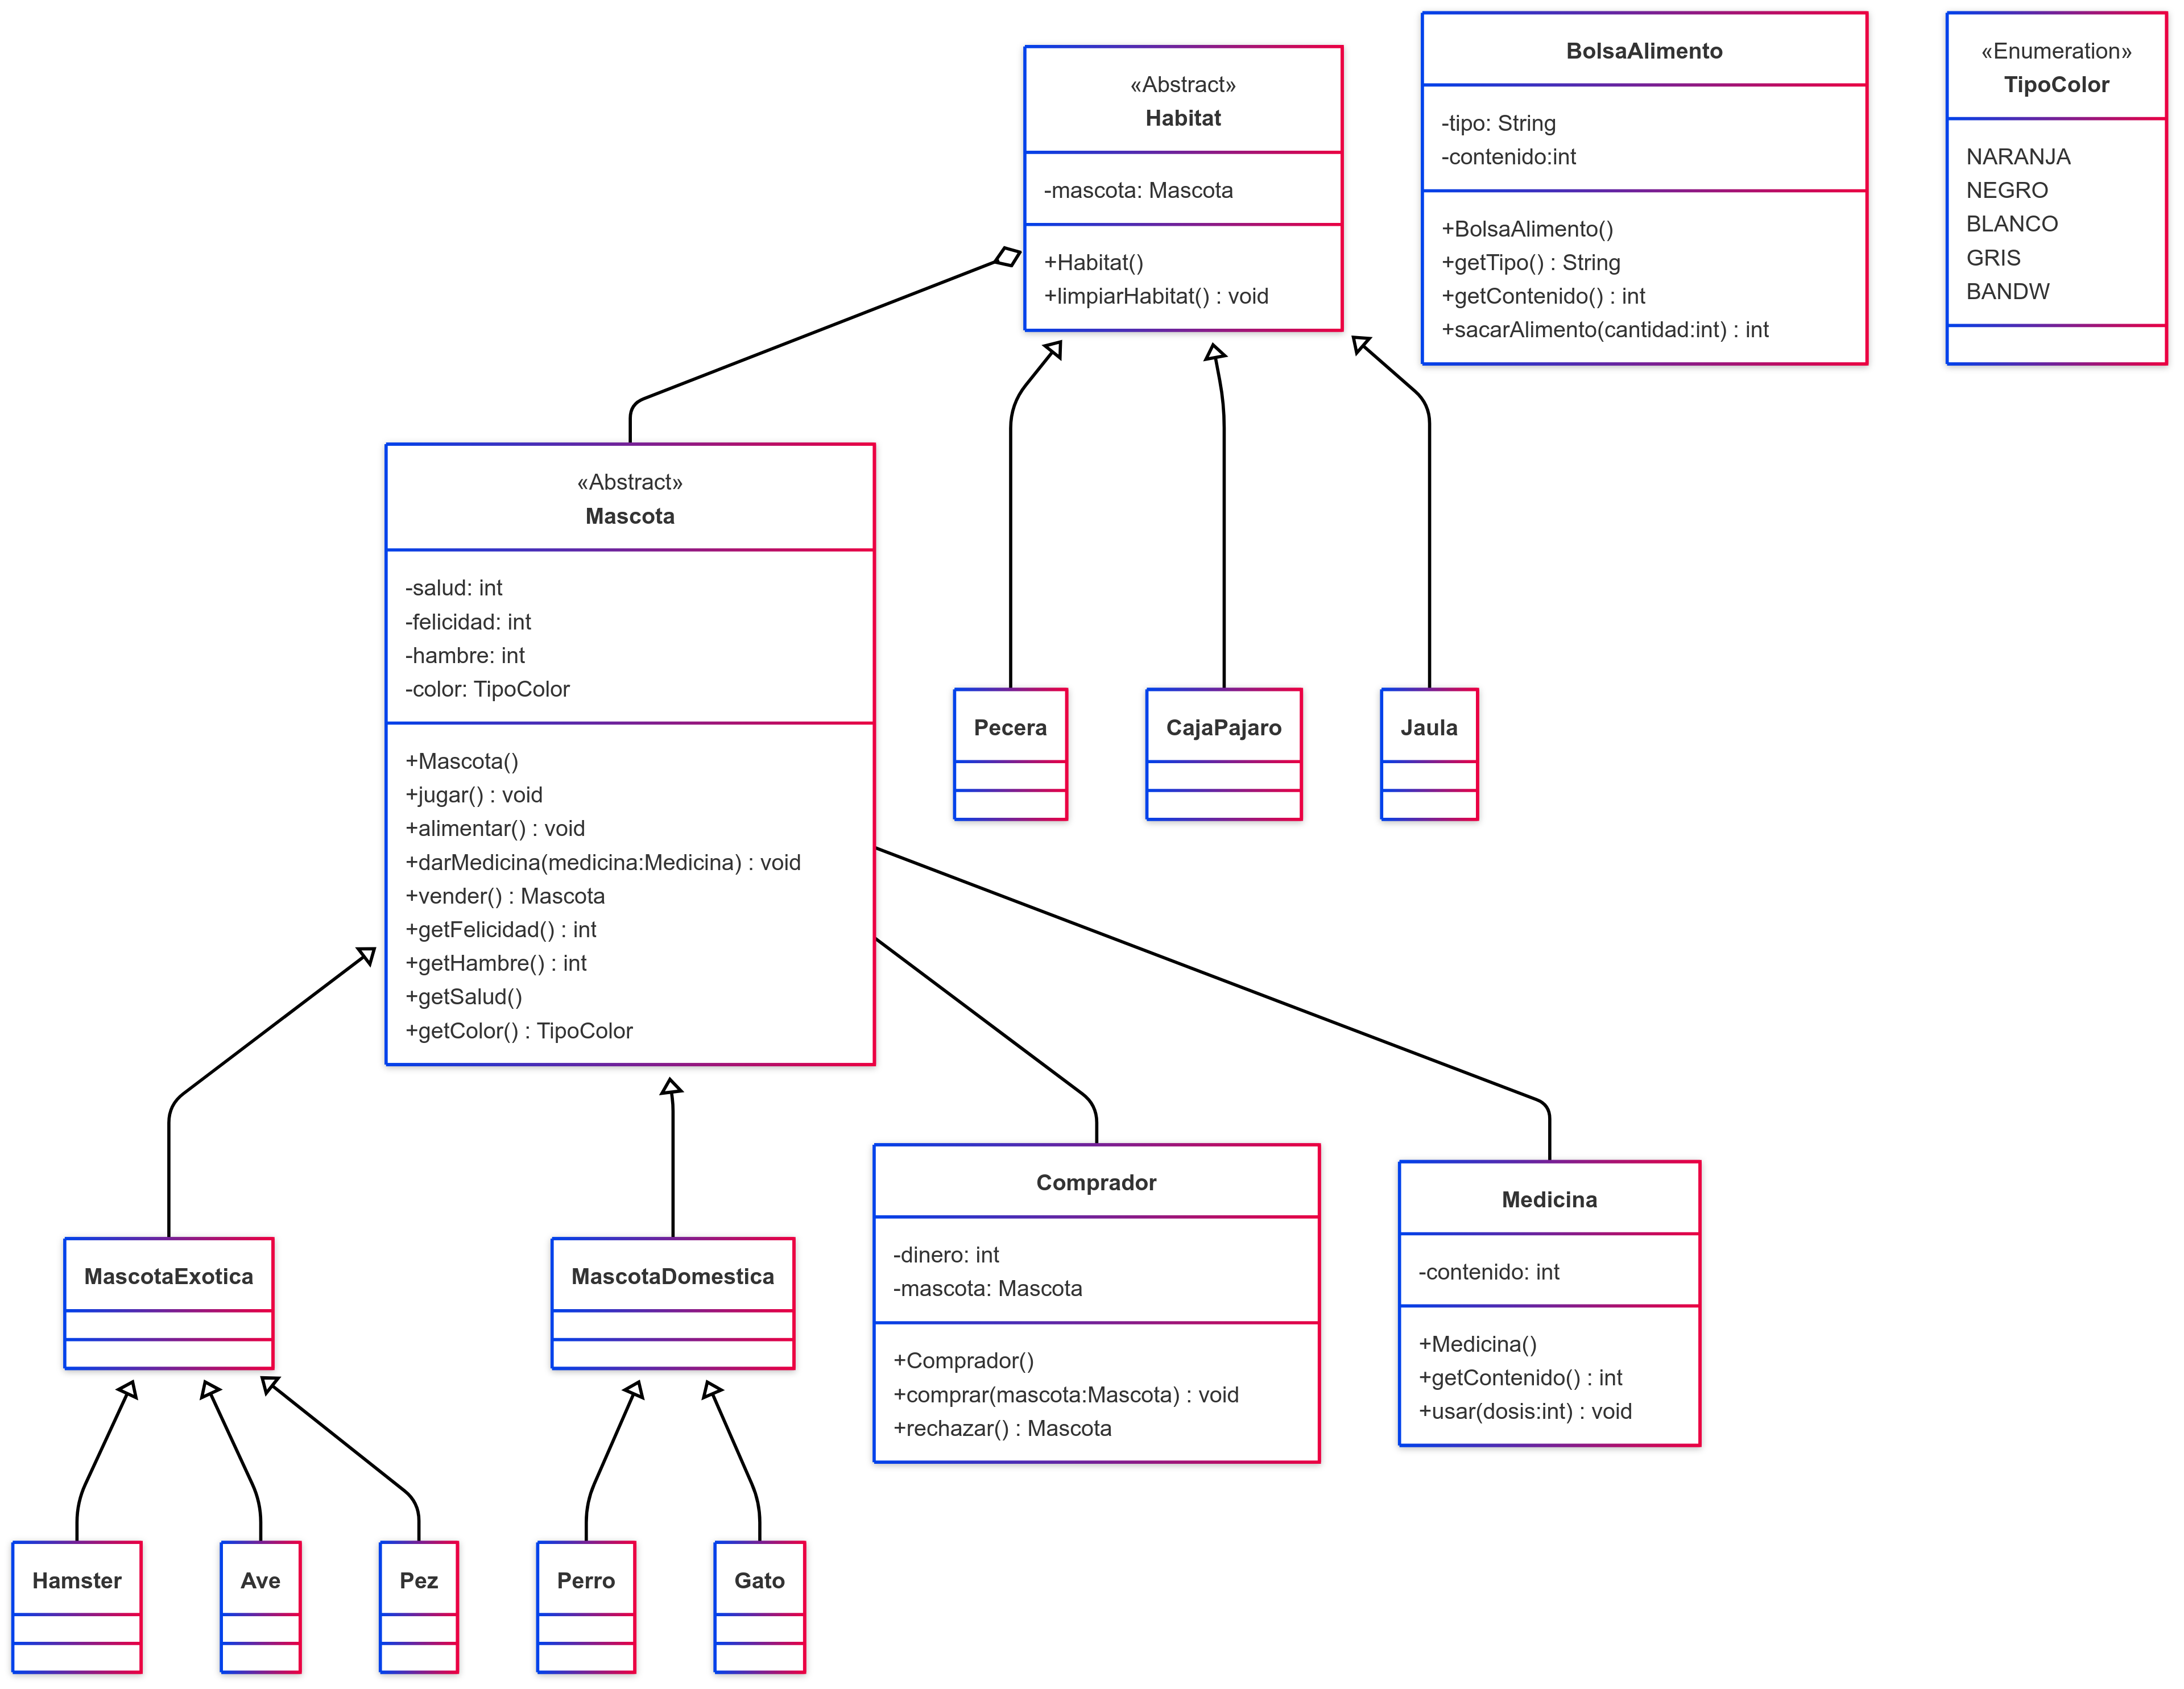 «Abstract»
Habitat
-mascota: Mascota
+Habitat()
+limpiarHabitat() : void
BolsaAlimento
-tipo: String
-contenido:int
+BolsaAlimento()
+getTipo() : String
+getContenido() : int
+sacarAlimento(cantidad:int) : int
«Enumeration»
TipoColor
NARANJA
NEGRO
BLANCO
GRIS
BANDW
«Abstract»
Mascota
-salud: int
-felicidad: int
-hambre: int
-color: TipoColor
+Mascota()
+jugar() : void
+alimentar() : void
+darMedicina(medicina:Medicina) : void
+vender() : Mascota
+getFelicidad() : int
+getHambre() : int
+getSalud()
+getColor() : TipoColor
Pecera
CajaPajaro
Jaula
MascotaExotica
MascotaDomestica
Comprador
-dinero: int
-mascota: Mascota
+Comprador()
+comprar(mascota:Mascota) : void
+rechazar() : Mascota
Medicina
-contenido: int
+Medicina()
+getContenido() : int
+usar(dosis:int) : void
Hamster
Ave
Pez
Perro
Gato